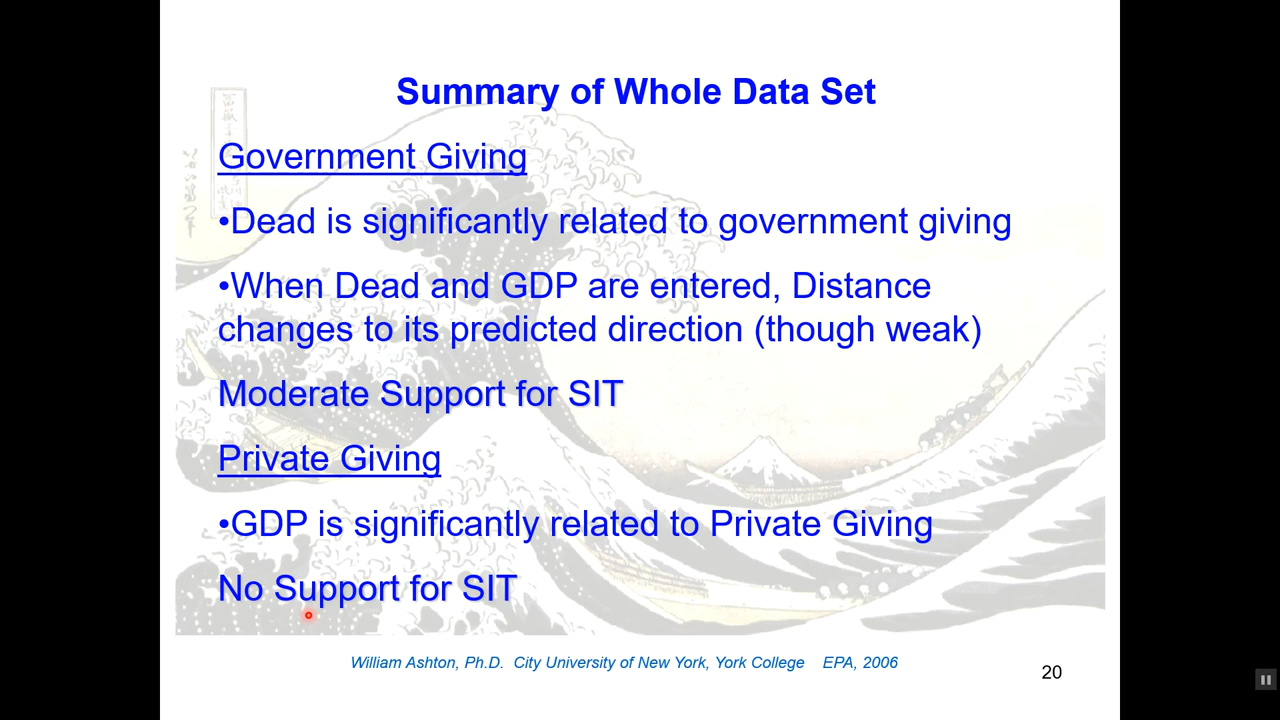 Summary of Whole Data Set
Government Giving
•Dead is significantly related to government giving
•When Dead and GDP are entered, Distance
changes to its predicted direction (though weak)
Moderate Support for SIT
Private Giving
•GDP is significantly related to Private Giving
No Support for SIT
William Ashton, Ph.D. City University of New York, York College EPA, 2006
20